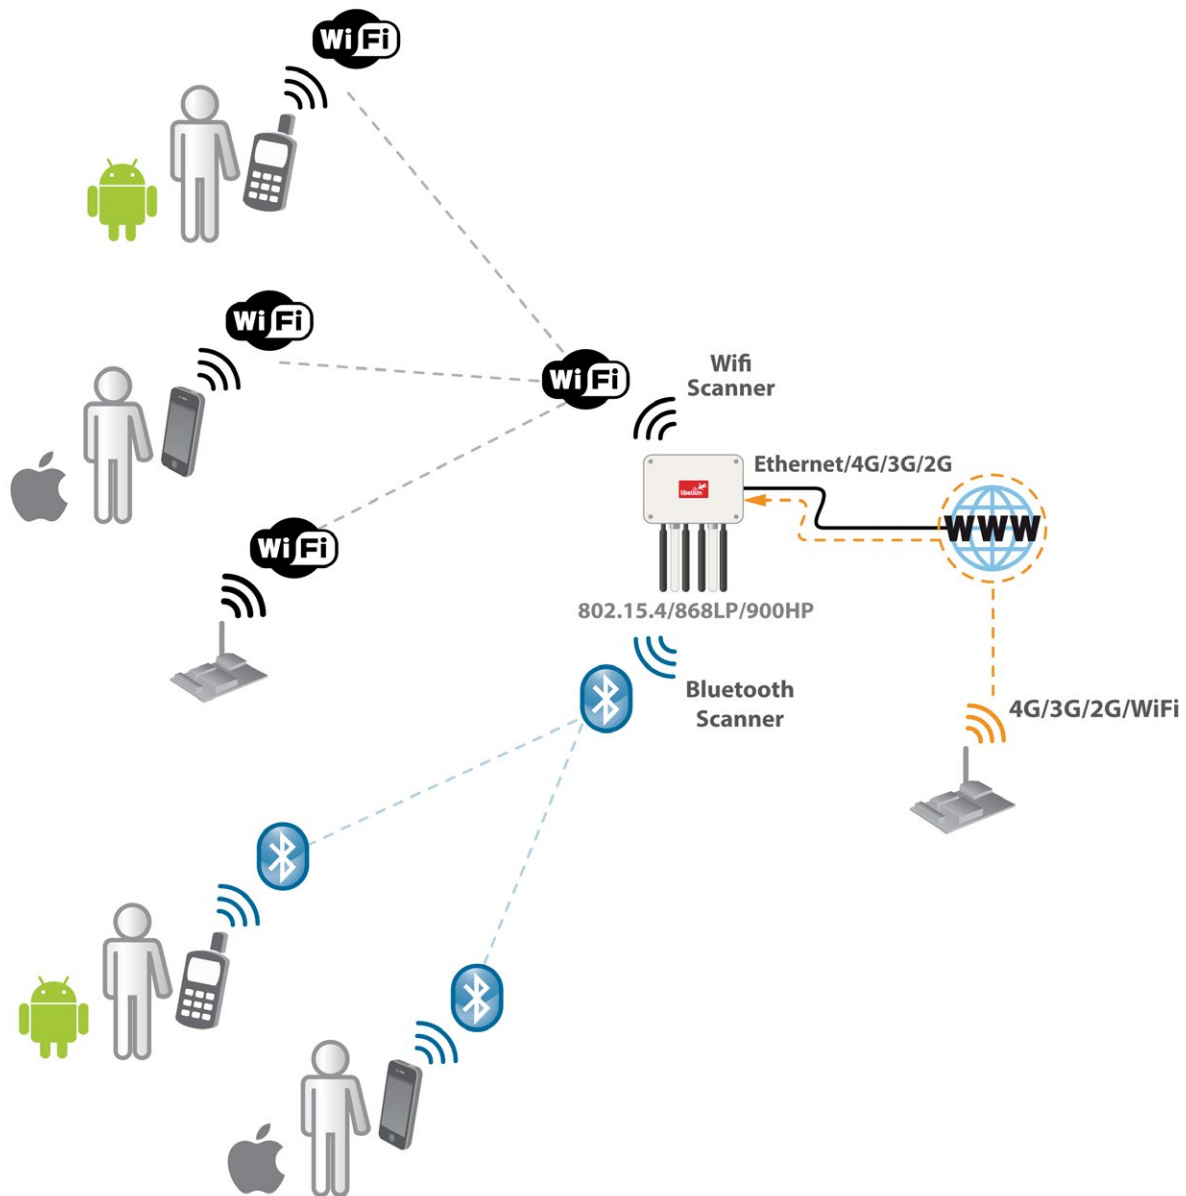 WiFi
WiFi
WiFi
Wifi
Scanner
Ethernet/4G/3G/2G
libelium
WWW
WiFi
802.15.4/868LP/900HP
Bluetooth
Scanner
4G/3G/2G/WiFi